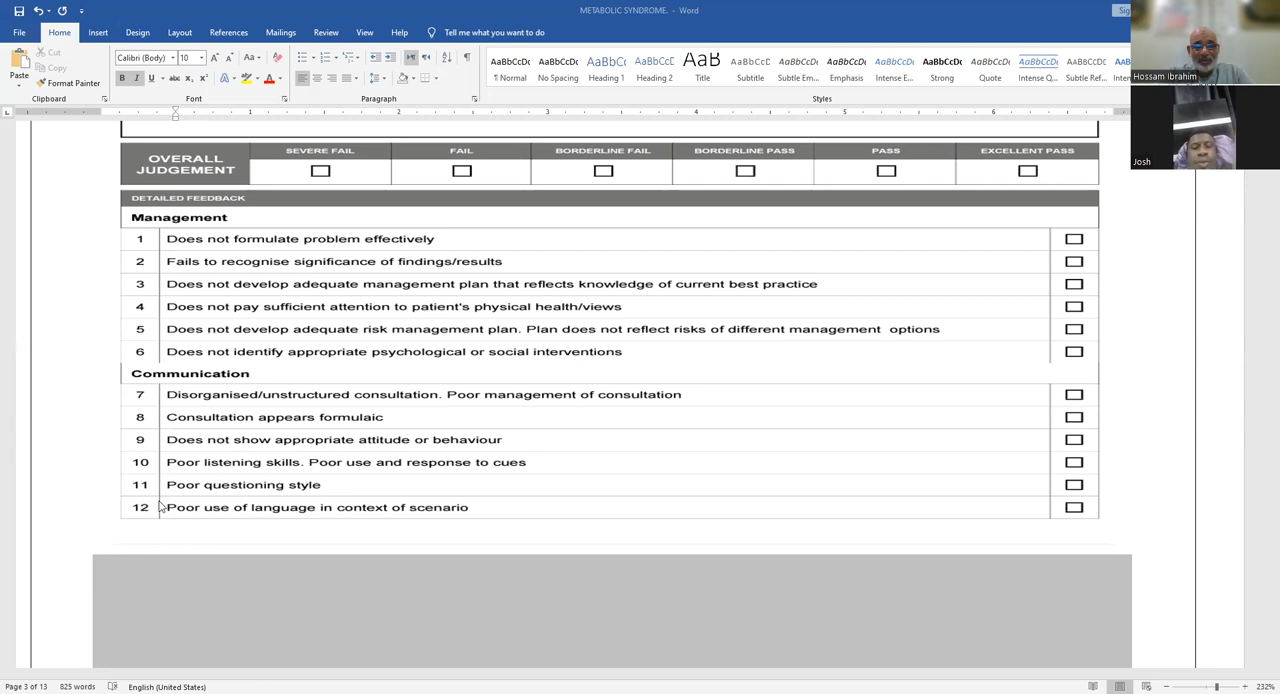 METABOLIC SYNDROME. - Word
File Home Insert Design Layout References Mailings Review View Help Tell me what you want to do
Paste
Cut
Copy
Format Painter
Clipboard
Calibri (Body) 10
Font
Paragraph
AaBbCcDc AaBbCcDc AaBbCc AaBbCcD AaB AaBbCcD AaBbCcDc AaBbCcDc AaBbCcDc AaBbCcDc AaBbCcDc AaBbCcDc AaBbCcDc
¶ Normal No Spacing Heading 1 Heading 2 Title Subtitle Subtle Em... Emphasis Intense E... Strong Quote Intense Q... Subtle Ref...
Styles
Hossam Ibrahim
Josh
1 2 3 4 5 6
OVERALL JUDGEMENT
SEVERE FAIL FAIL BORDERLINE FAIL BORDERLINE PASS PASS EXCELLENT PASS
DETAILED FEEDBACK
Management
1 Does not formulate problem effectively
2 Fails to recognise significance of findings/results
3 Does not develop adequate management plan that reflects knowledge of current best practice
4 Does not pay sufficient attention to patient's physical health/views
5 Does not develop adequate risk management plan. Plan does not reflect risks of different management options
6 Does not identify appropriate psychological or social interventions
Communication
7 Disorganised/unstructured consultation. Poor management of consultation
8 Consultation appears formulaic
9 Does not show appropriate attitude or behaviour
10 Poor listening skills. Poor use and response to cues
11 Poor questioning style
12 Poor use of language in context of scenario
Page 3 of 13 825 words English (United States) 232%